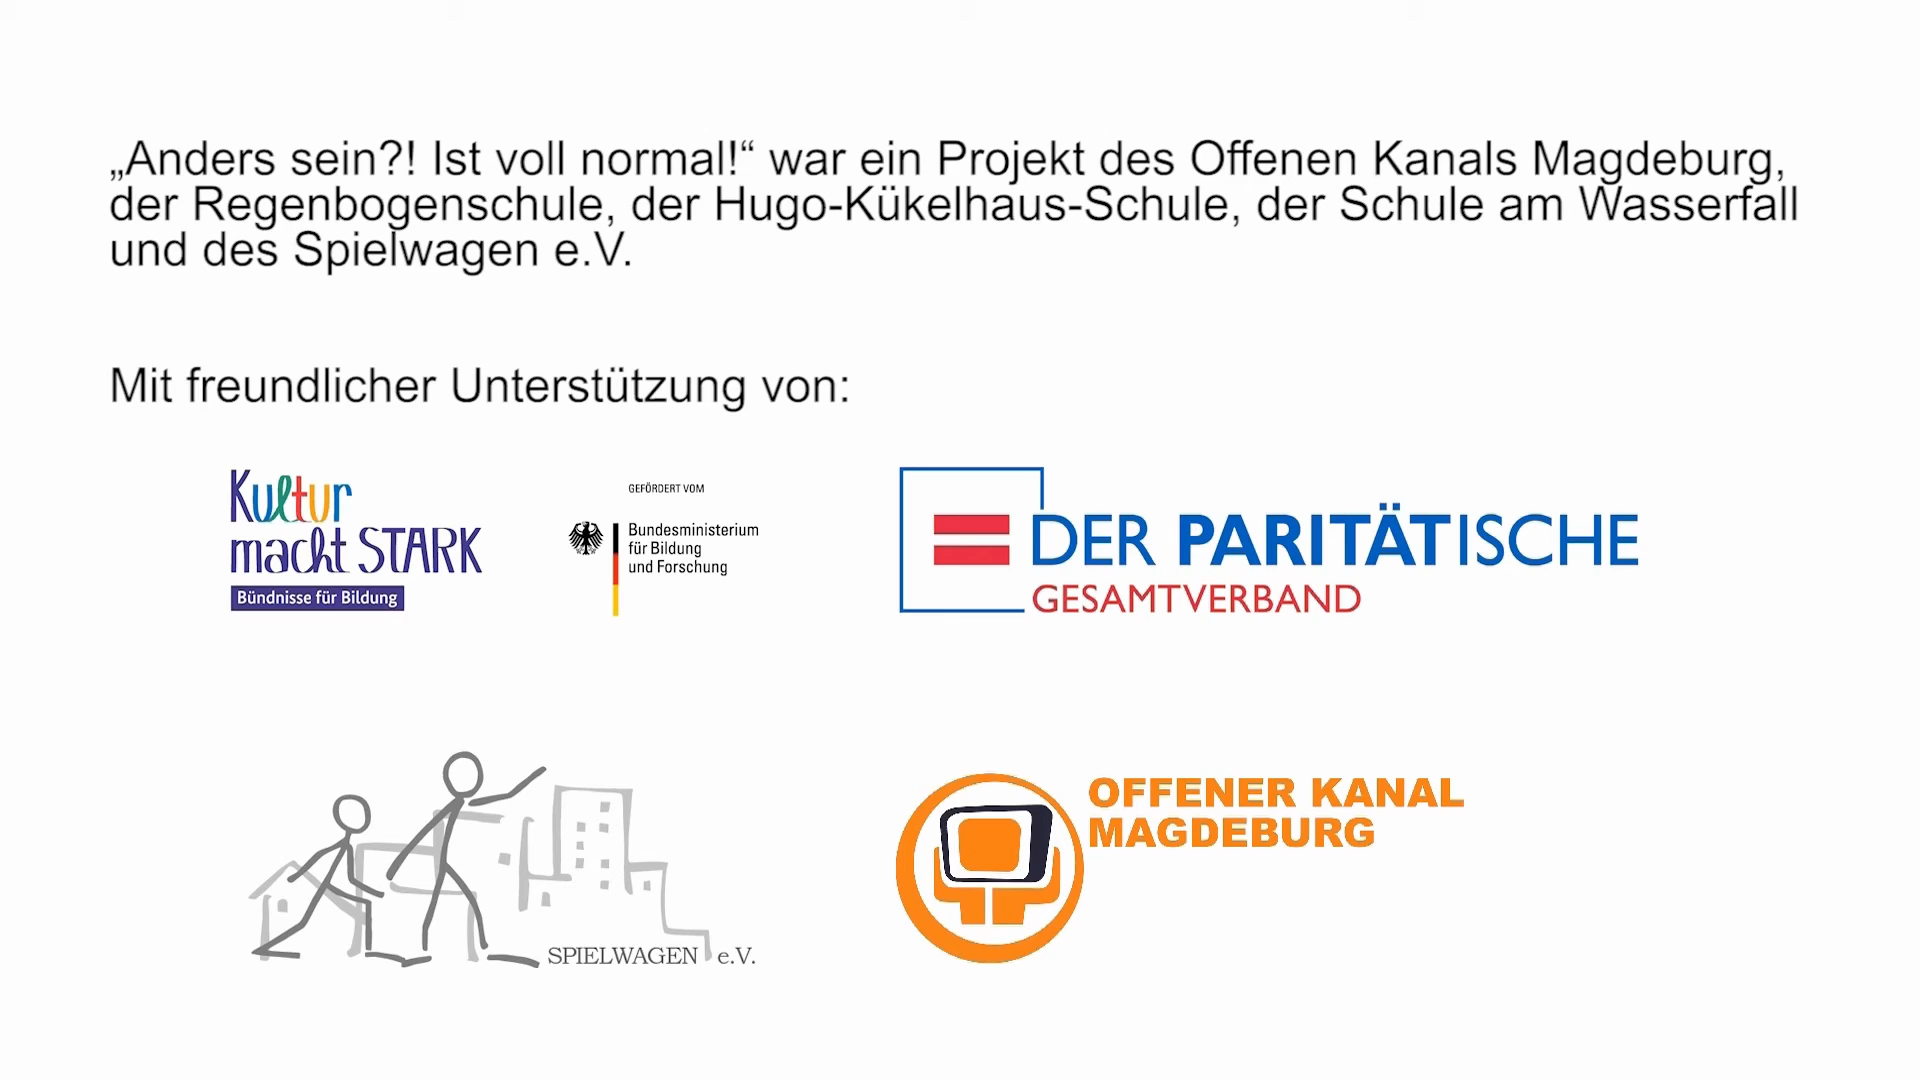 „Anders sein?! Ist voll normal!“ war ein Projekt des Offenen Kanals Magdeburg,
der Regenbogenschule, der Hugo-Kükelhaus-Schule, der Schule am Wasserfall
und des Spielwagen e.V.
Mit freundlicher Unterstützung von:
Kultur
macht STARK
Bündnisse für Bildung
GEFÖRDERT VOM
Bundesministerium
für Bildung
und Forschung
DER PARITÄTISCHE
GESAMTVERBAND
SPIELWAGEN e.V.
OFFENER KANAL
MAGDEBURG